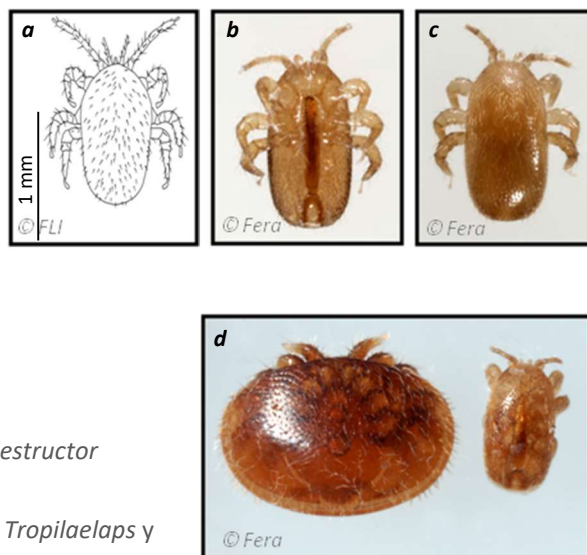 a
b
c
1 mm
© FLI
© Fera
© Fera
d
estructor
Tropilaelaps y
© Fera